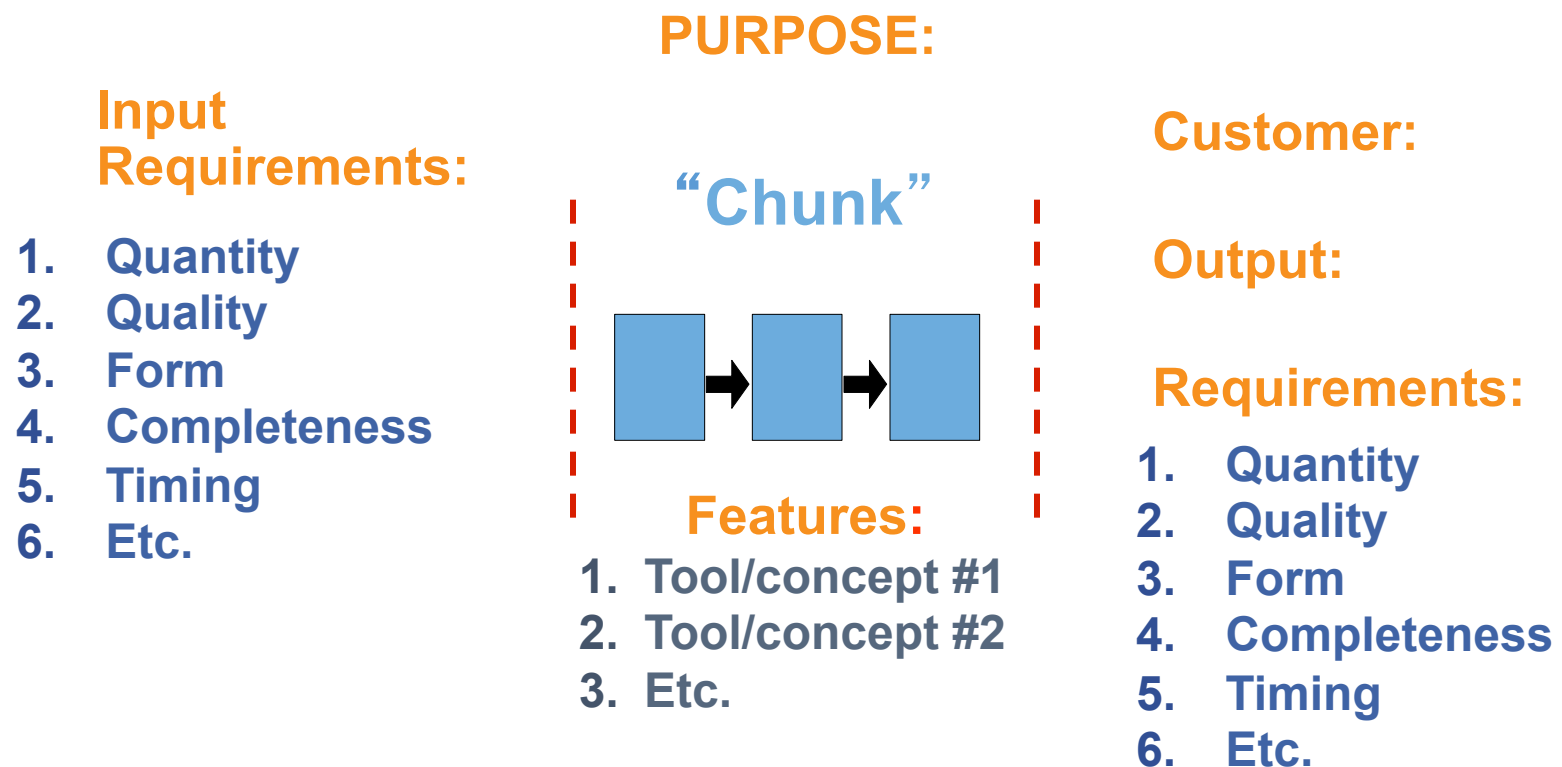 PURPOSE:
Input
Requirements:
1. Quantity
2. Quality
3. Form
4. Completeness
5. Timing
6. Etc.
“Chunk”
Features:
1. Tool/concept #1
2. Tool/concept #2
3. Etc.
Customer:
Output:
Requirements:
1. Quantity
2. Quality
3. Form
4. Completeness
5. Timing
6. Etc.